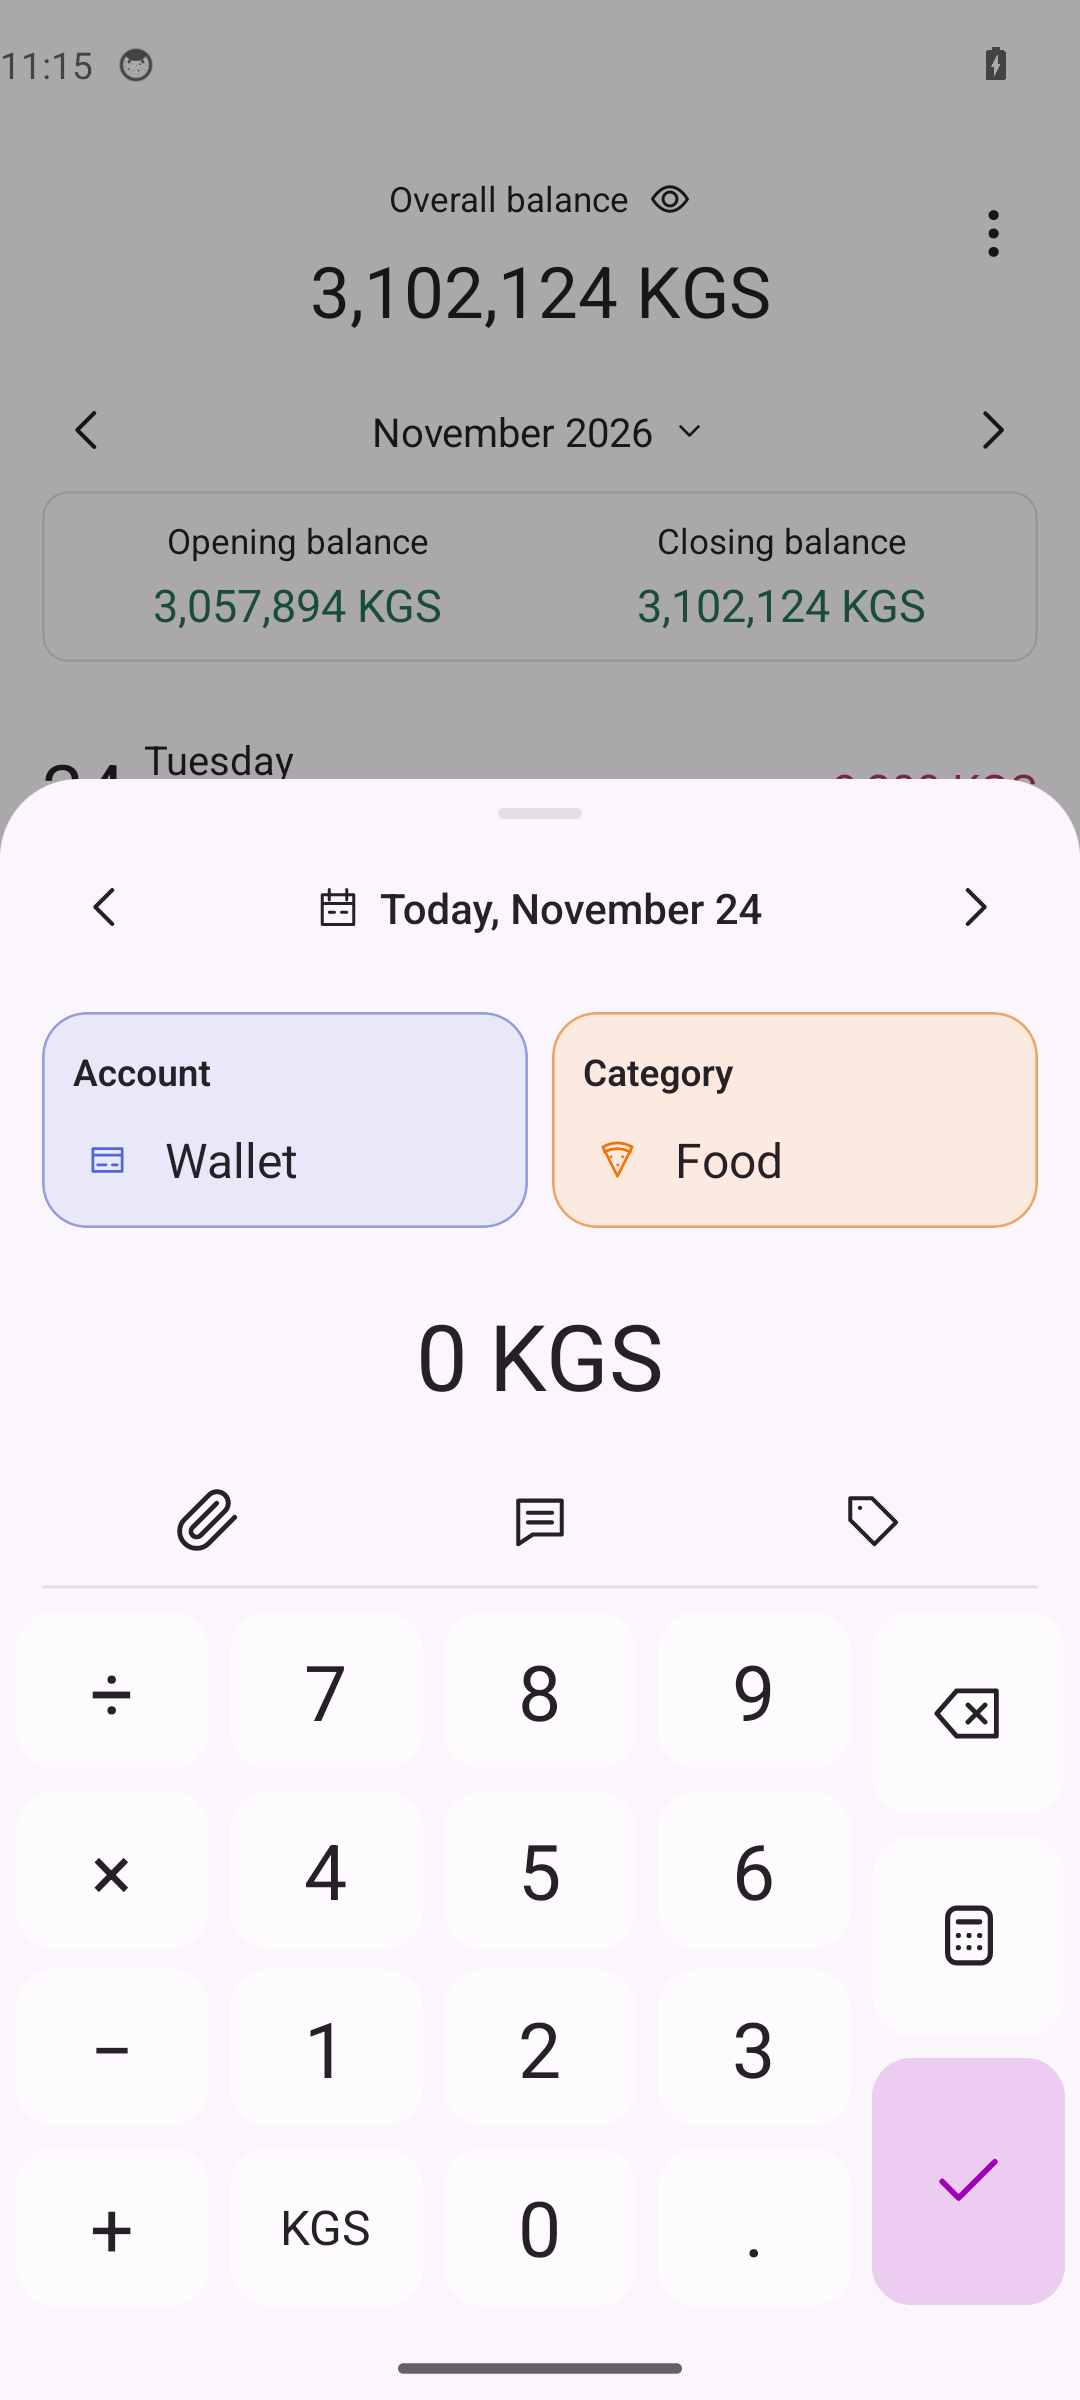 11:15
Overall balance
3,102,124 KGS
November 2026
Opening balance Closing balance
3,057,894 KGS 3,102,124 KGS
Tuesday
Today, November 24
Account Category
Wallet Food
0 KGS
÷ 7 8 9
× 4 5 6
− 1 2 3
+ KGS 0 .